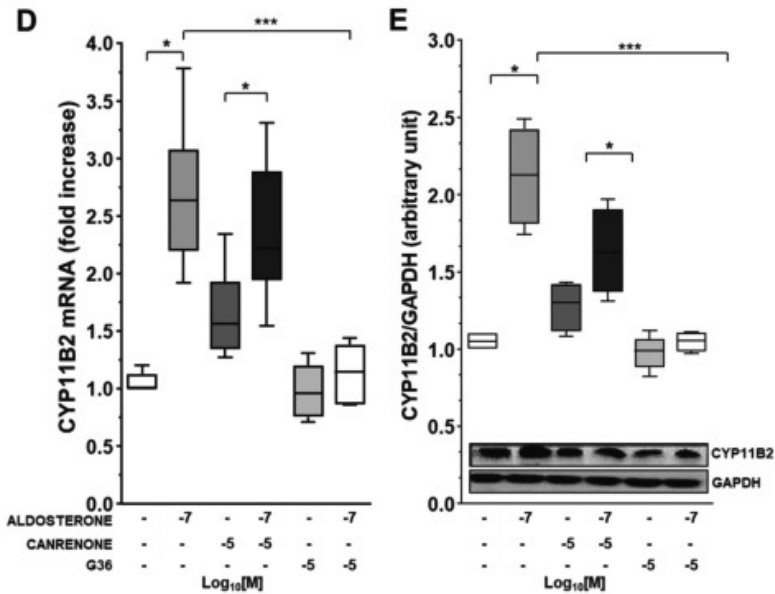 D
CYP11B2 mRNA (fold increase)
4.0
3.5
3.0
2.5
2.0
1.5
1.0
0.5
0.0
*
***
*
ALDOSTERONE - -7 - -7 - -7
CANRENONE - - -5 -5 - -
G36 - - - - -5 -5
Log10[M]
E
CYP11B2/GAPDH (arbitrary unit)
3.0
2.5
2.0
1.5
1.0
0.5
0.0
*
***
*
CYP11B2
GAPDH
- -7 - -7 - -7
- - -5 -5 - -
- - - - -5 -5
Log10[M]